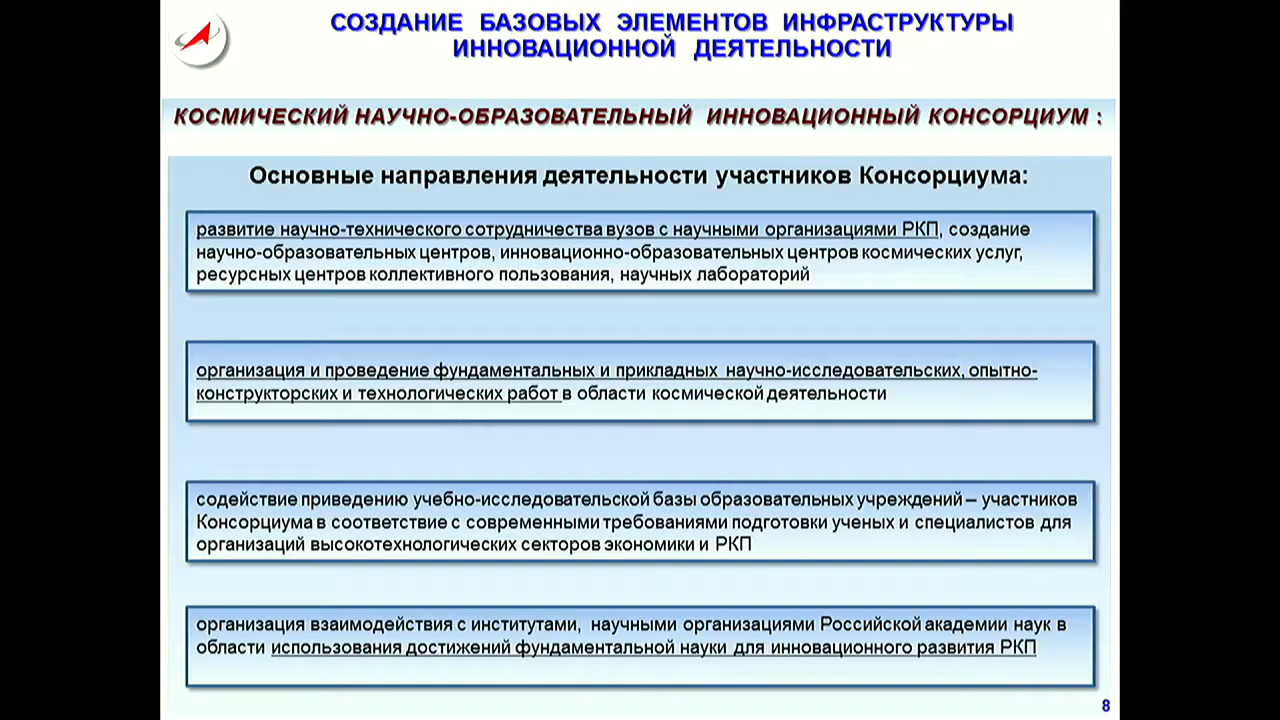 СОЗДАНИЕ БАЗОВЫХ ЭЛЕМЕНТОВ ИНФРАСТРУКТУРЫ
ИННОВАЦИОННОЙ ДЕЯТЕЛЬНОСТИ
КОСМИЧЕСКИЙ НАУЧНО-ОБРАЗОВАТЕЛЬНЫЙ ИННОВАЦИОННЫЙ КОНСОРЦИУМ :
Основные направления деятельности участников Консорциума:
развитие научно-технического сотрудничества вузов с научными организациями РКП, создание
научно-образовательных центров, инновационно-образовательных центров космических услуг,
ресурсных центров коллективного пользования, научных лабораторий
организация и проведение фундаментальных и прикладных научно-исследовательских, опытно-
конструкторских и технологических работ в области космической деятельности
содействие приведению учебно-исследовательской базы образовательных учреждений – участников
Консорциума в соответствие с современными требованиями подготовки ученых и специалистов для
организаций высокотехнологических секторов экономики и РКП
организация взаимодействия с институтами, научными организациями Российской академии наук в
области использования достижений фундаментальной науки для инновационного развития РКП
8